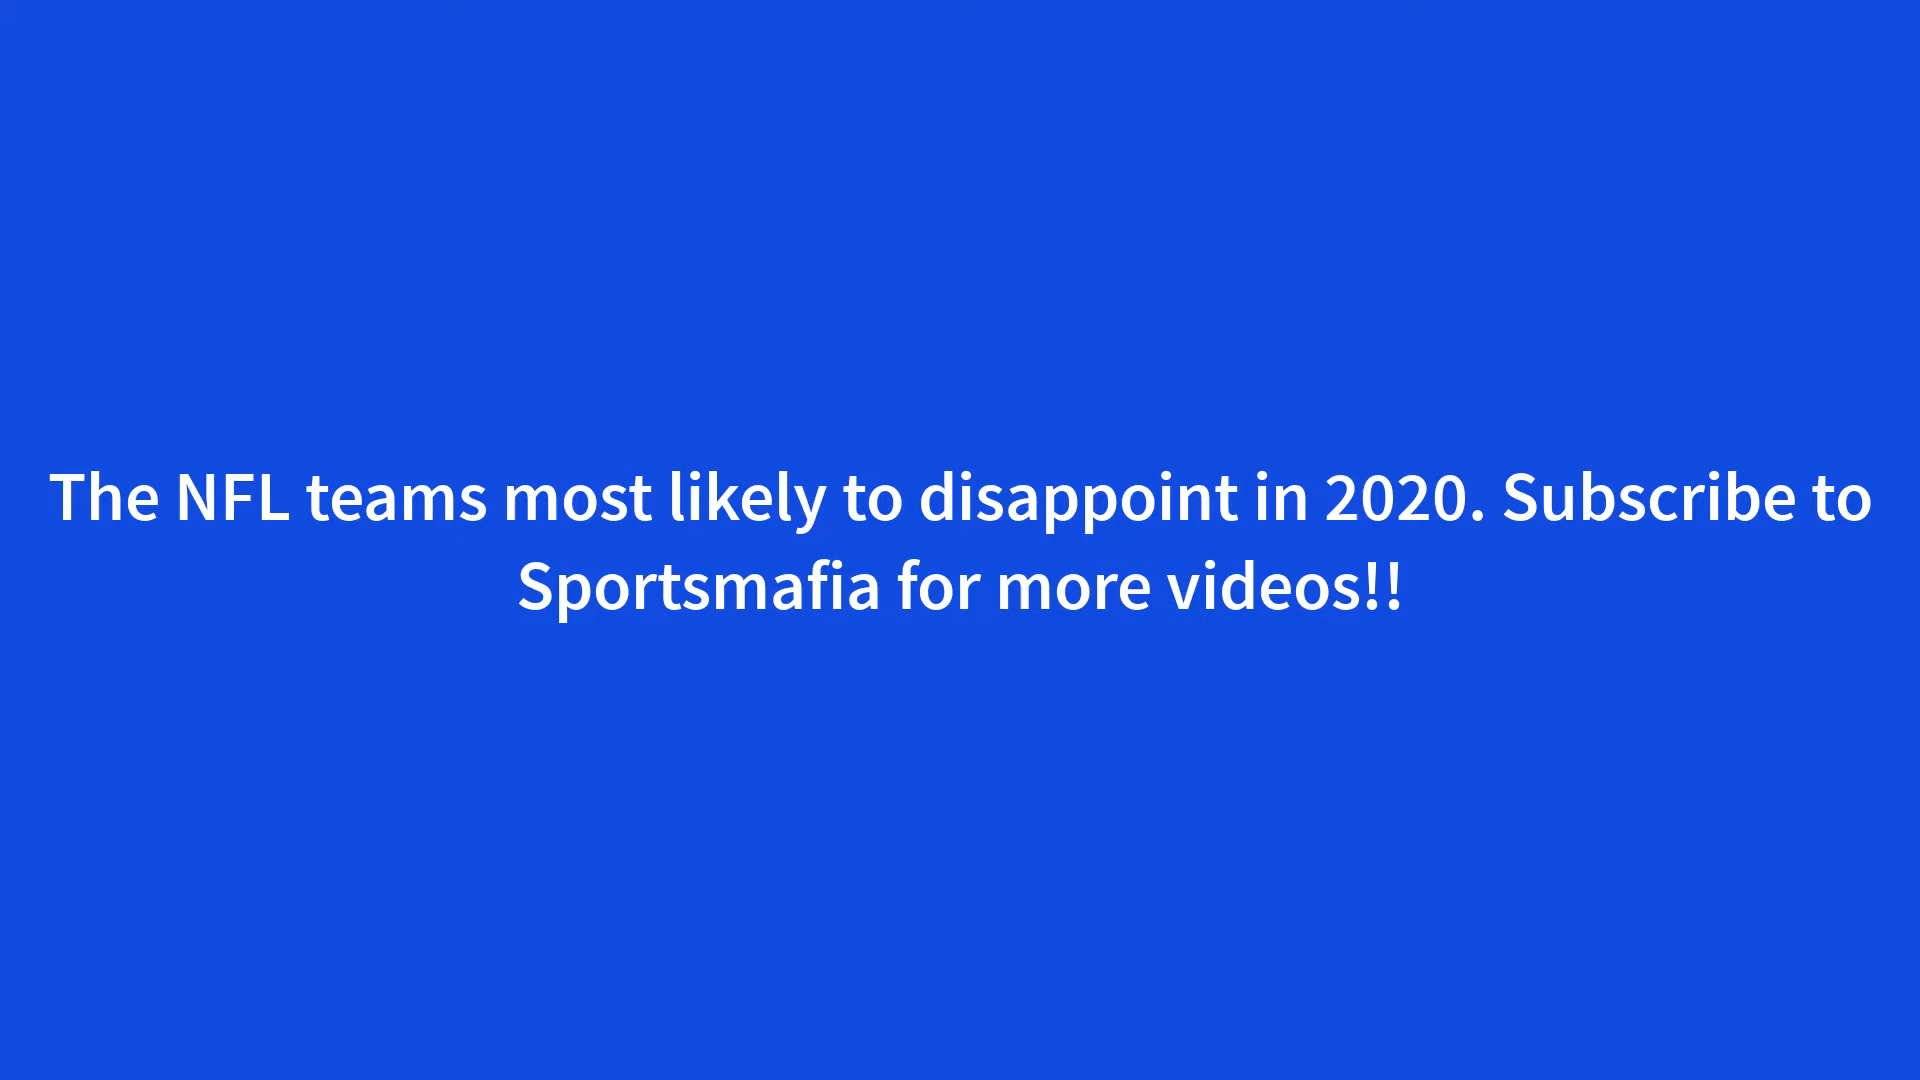 The NFL teams most likely to disappoint in 2020. Subscribe to
Sportsmafia for more videos!!